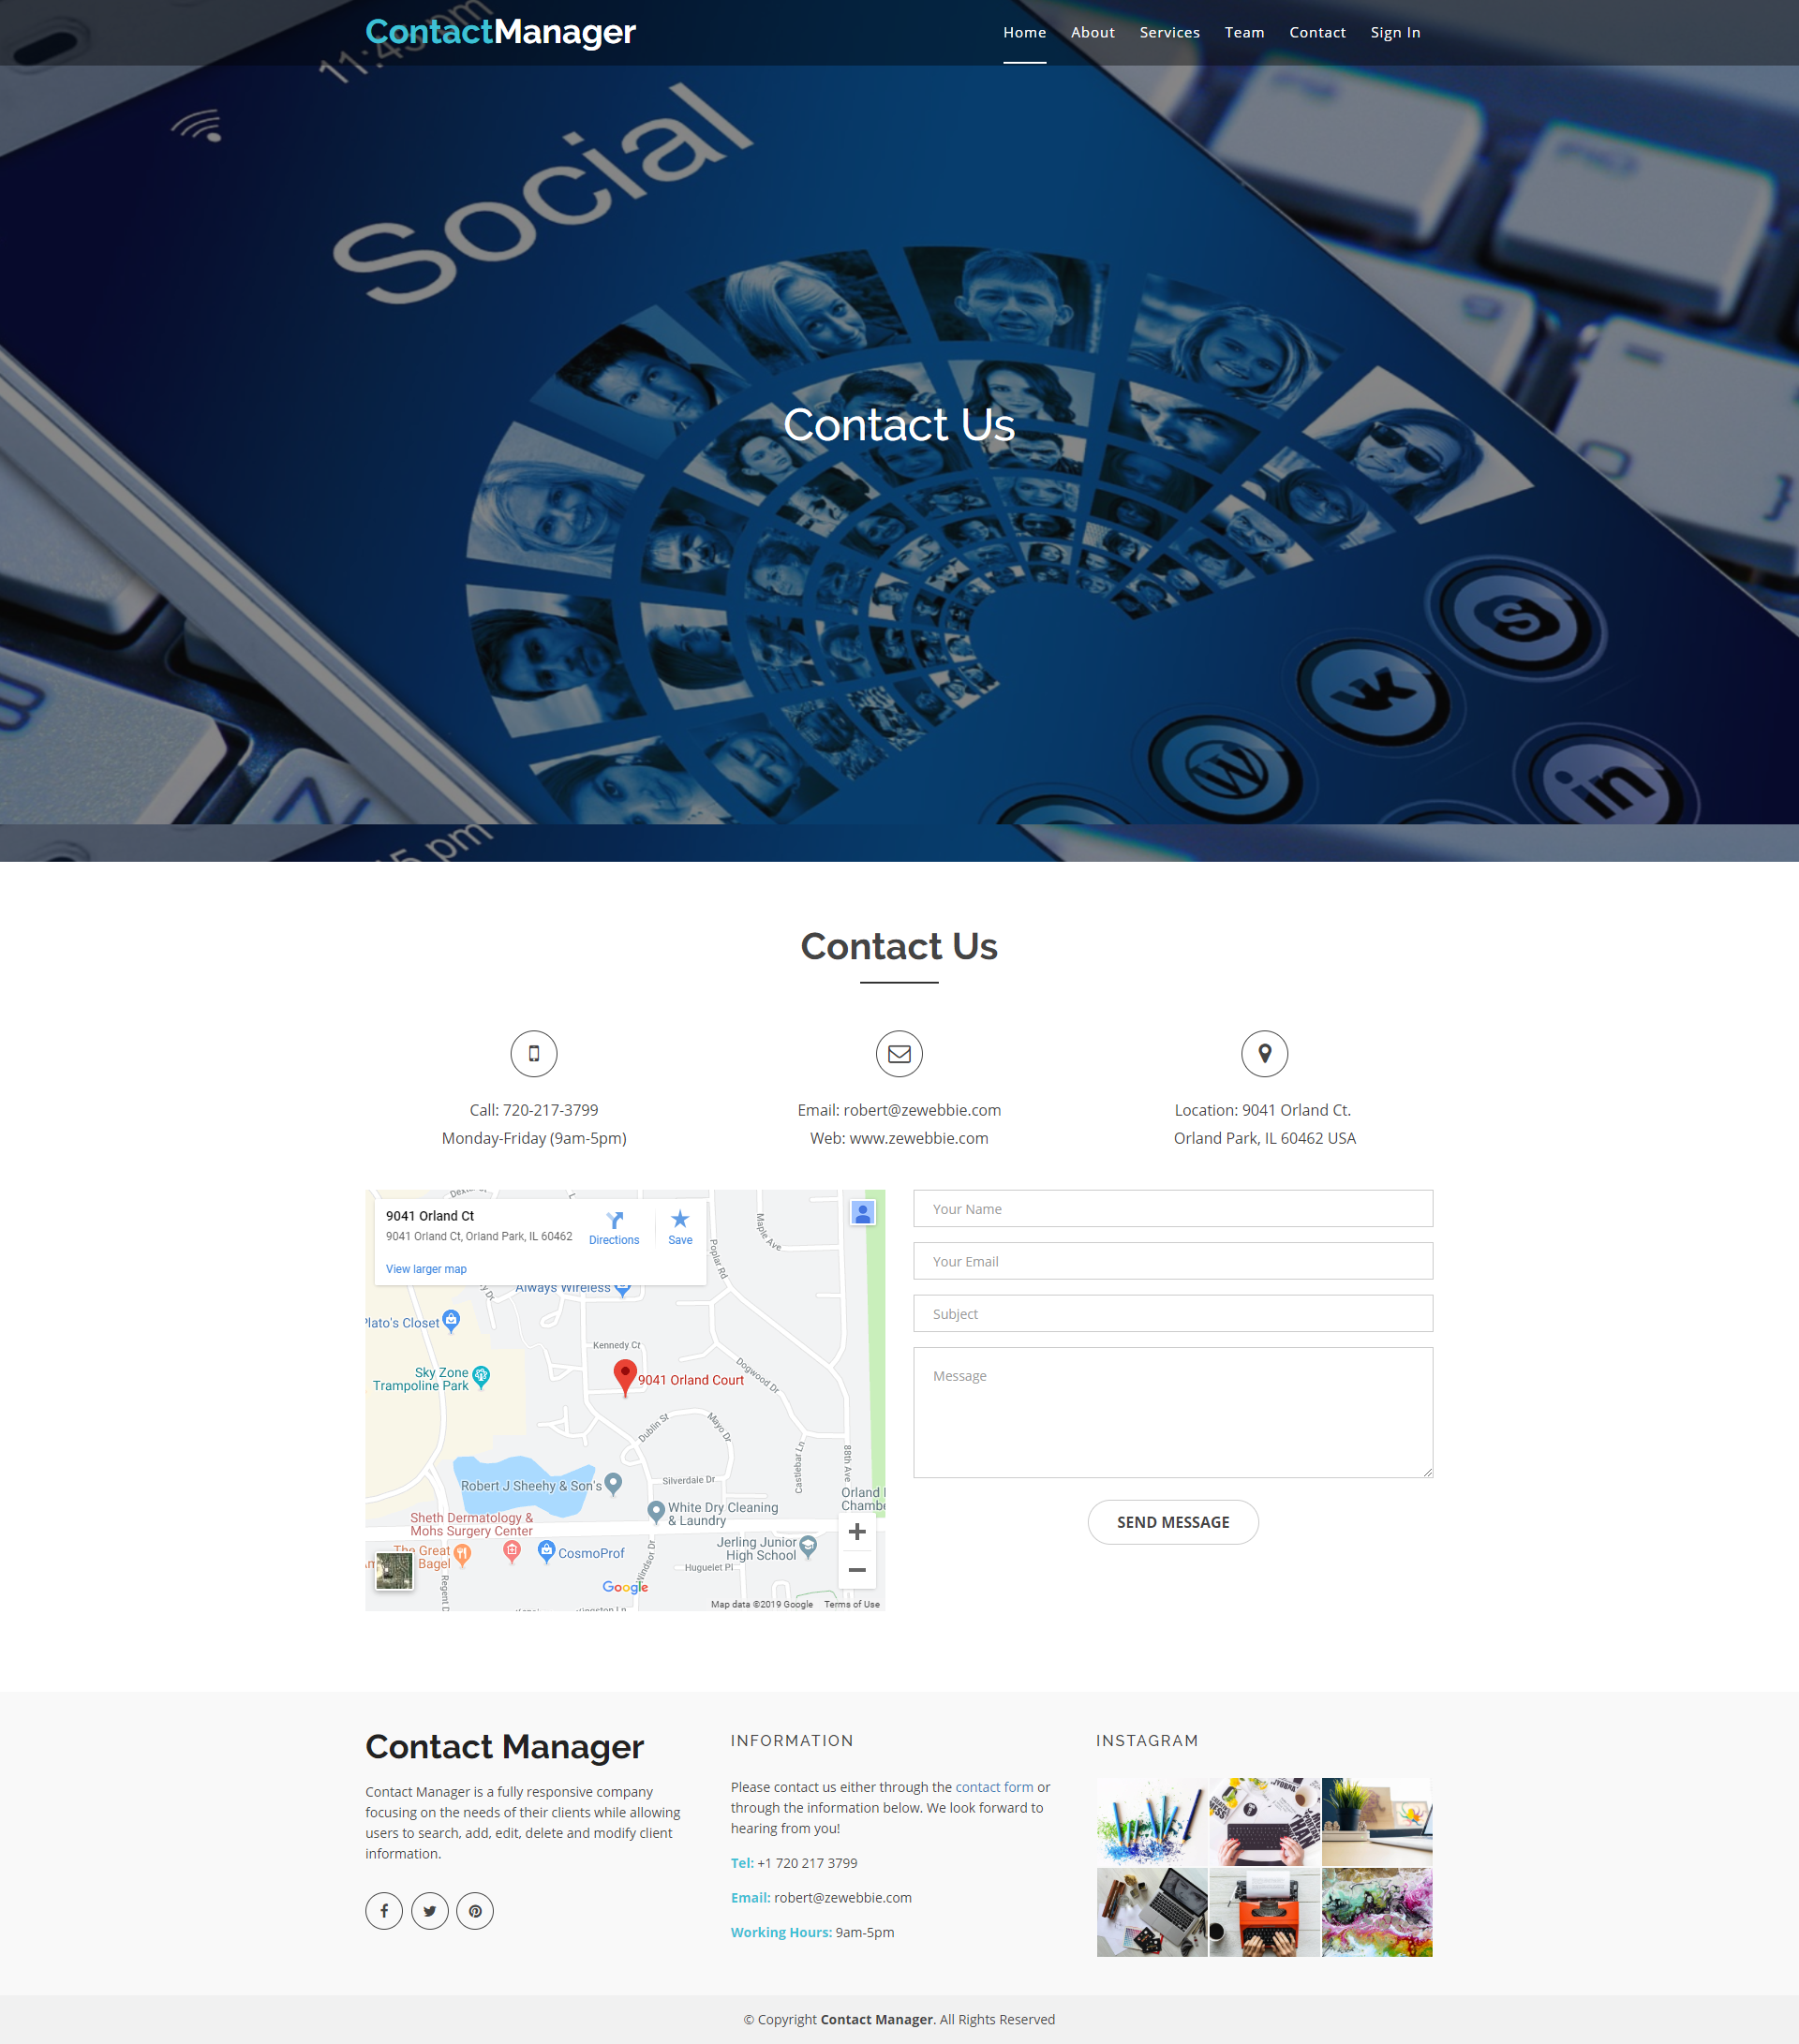 ContactManager
Home About Services Team Contact Sign In
11:45 pm
Social
Contact Us
Contact Us
Call: 720-217-3799
Monday-Friday (9am-5pm)
Email: robert@zewebbie.com
Web: www.zewebbie.com
Location: 9041 Orland Ct.
Orland Park, IL 60462 USA
9041 Orland Ct
9041 Orland Ct, Orland Park, IL 60462
Directions
Save
View larger map
Maple Ave
Poplar Rd
Always Wireless
Plato's Closet
Kennedy Ct
Sky Zone
Trampoline Park
9041 Orland Court
Dogwood Dr
Dublin St
Mayo Dr
Castlebar Ln
88th Ave
Silverdale Dr
Robert J Sheehy & Son's
White Dry Cleaning
& Laundry
Orland
Sheth Dermatology &
Mohs Surgery Center
The Great
Bagel
CosmoProf
Windsor Dr
Jerling Junior
High School
Huguelet Pl
Google
Map data ©2019 Google Terms of Use
Your Name
Your Email
Subject
Message
SEND MESSAGE
Contact Manager
Contact Manager is a fully responsive company
focusing on the needs of their clients while allowing
users to search, add, edit, delete and modify client
information.
INFORMATION
Please contact us either through the contact form or
through the information below. We look forward to
hearing from you!
Tel: +1 720 217 3799
Email: robert@zewebbie.com
Working Hours: 9am-5pm
INSTAGRAM
© Copyright Contact Manager. All Rights Reserved